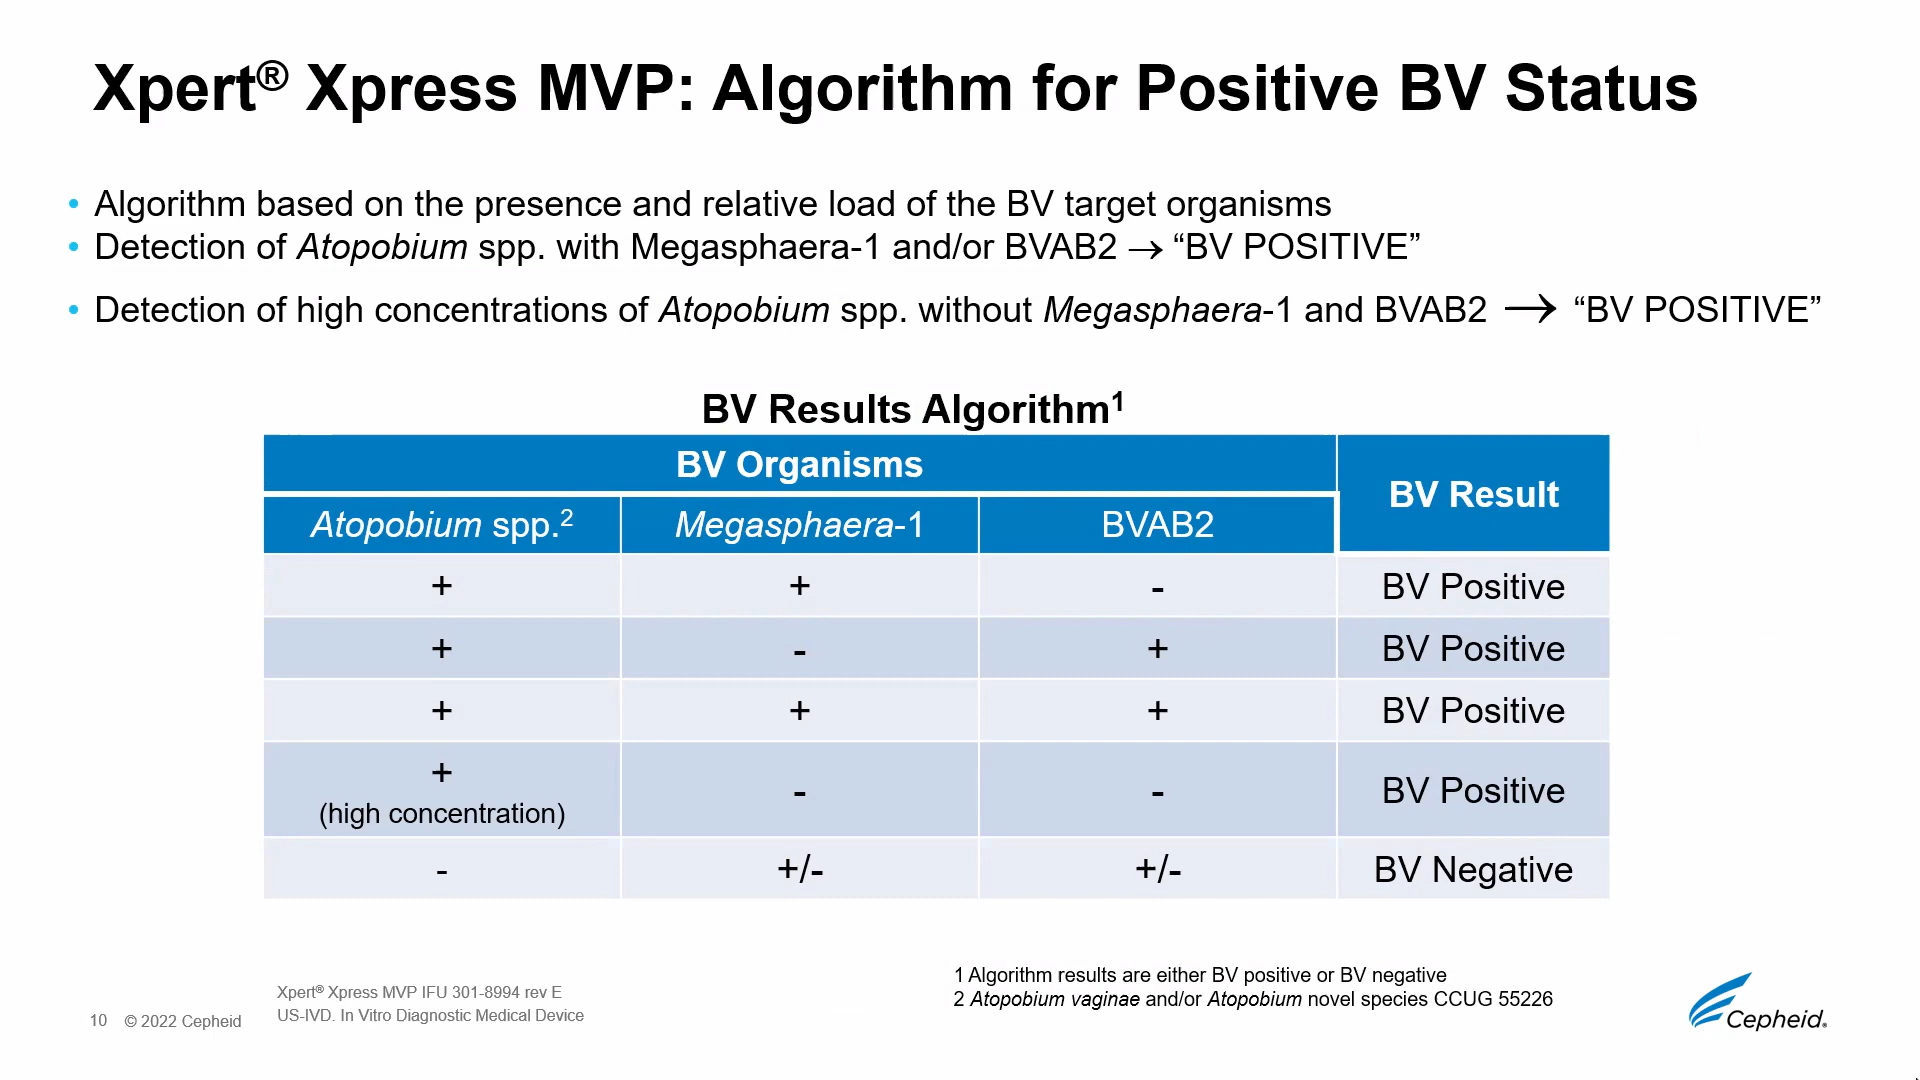 Xpert® Xpress MVP: Algorithm for Positive BV Status
• Algorithm based on the presence and relative load of the BV target organisms
• Detection of Atopobium spp. with Megasphaera-1 and/or BVAB2 → “BV POSITIVE”
• Detection of high concentrations of Atopobium spp. without Megasphaera-1 and BVAB2 → “BV POSITIVE”
BV Results Algorithm¹
BV Organisms
BV Result
Atopobium spp.² Megasphaera-1 BVAB2
+ + - BV Positive
+ - + BV Positive
+ + + BV Positive
+
(high concentration) - - BV Positive
- +/- +/- BV Negative
1 Algorithm results are either BV positive or BV negative
2 Atopobium vaginae and/or Atopobium novel species CCUG 55226
Xpert® Xpress MVP IFU 301-8994 rev E
US-IVD. In Vitro Diagnostic Medical Device
10 © 2022 Cepheid
Cepheid®